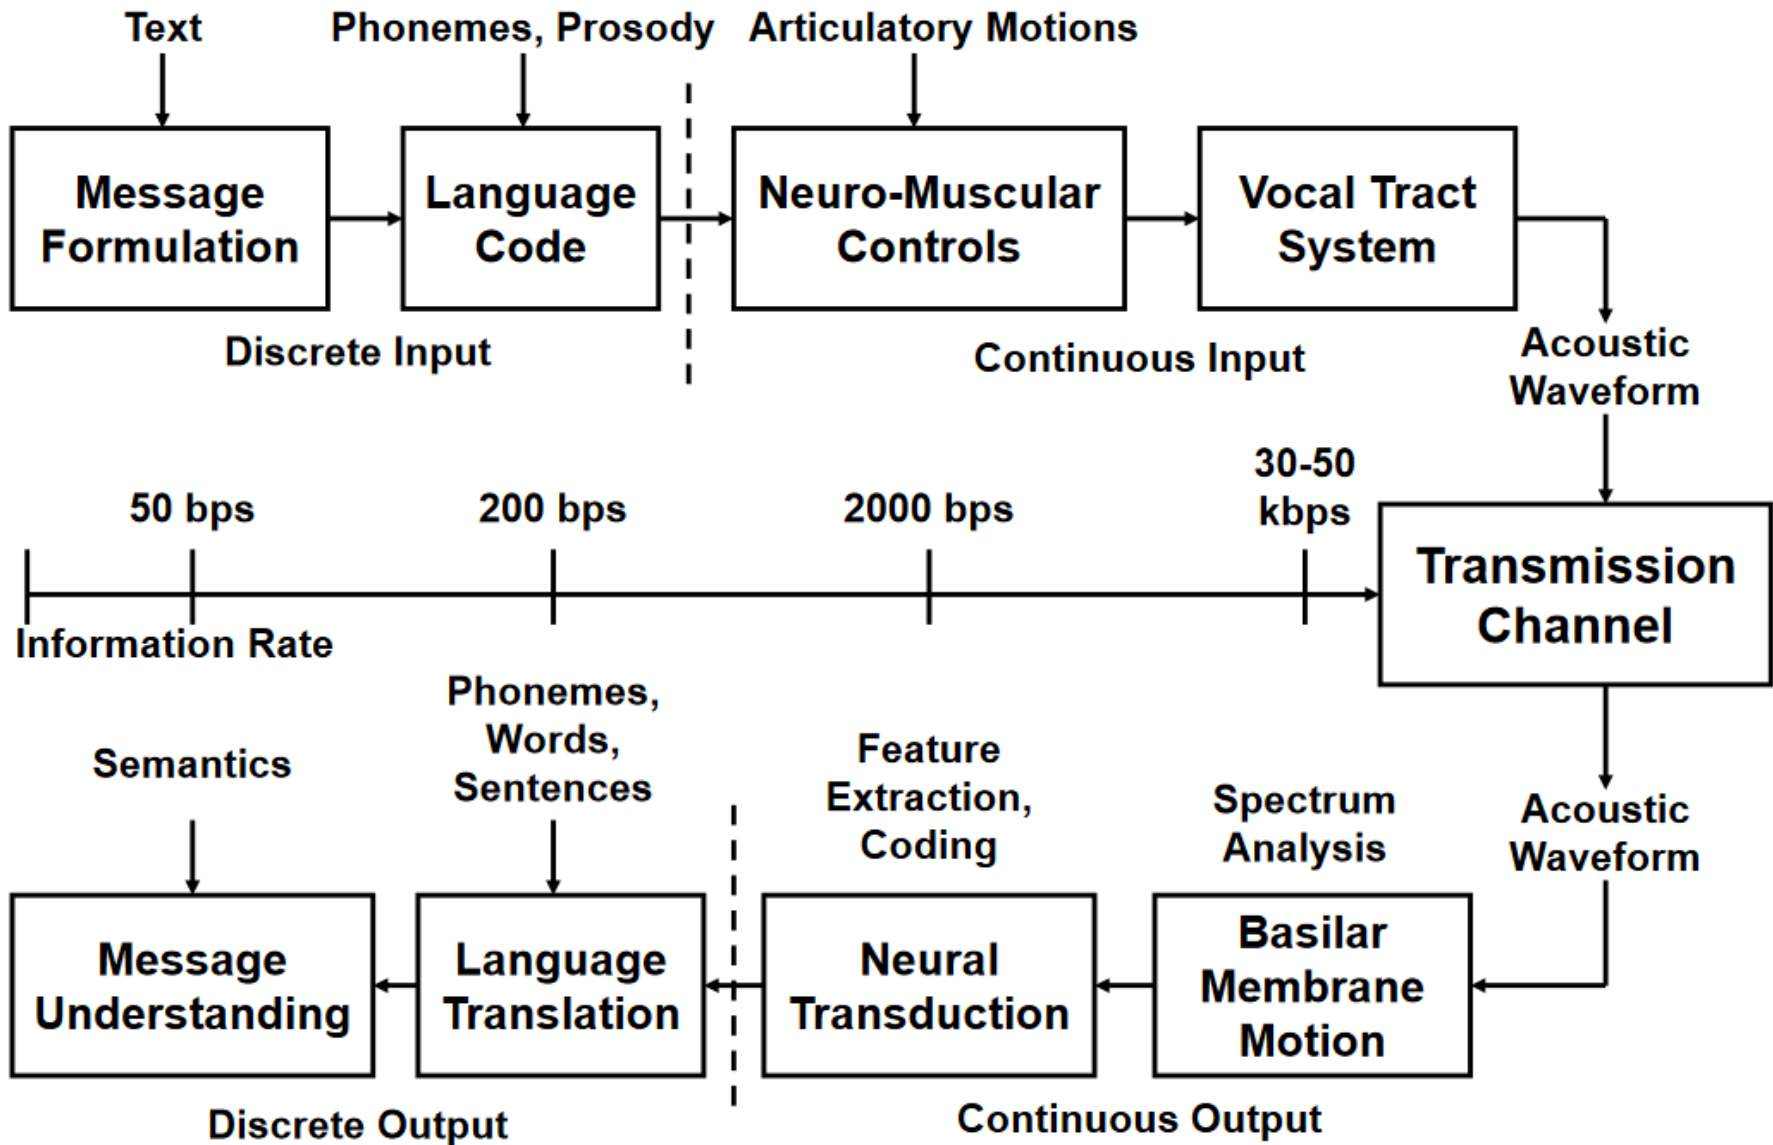 Text
Phonemes, Prosody
Articulatory Motions
Message
Formulation
Language
Code
Neuro-Muscular
Controls
Vocal Tract
System
Discrete Input
Continuous Input
Acoustic
Waveform
50 bps
200 bps
2000 bps
30-50
kbps
Information Rate
Transmission
Channel
Semantics
Phonemes,
Words,
Sentences
Feature
Extraction,
Coding
Spectrum
Analysis
Acoustic
Waveform
Message
Understanding
Language
Translation
Neural
Transduction
Basilar
Membrane
Motion
Discrete Output
Continuous Output